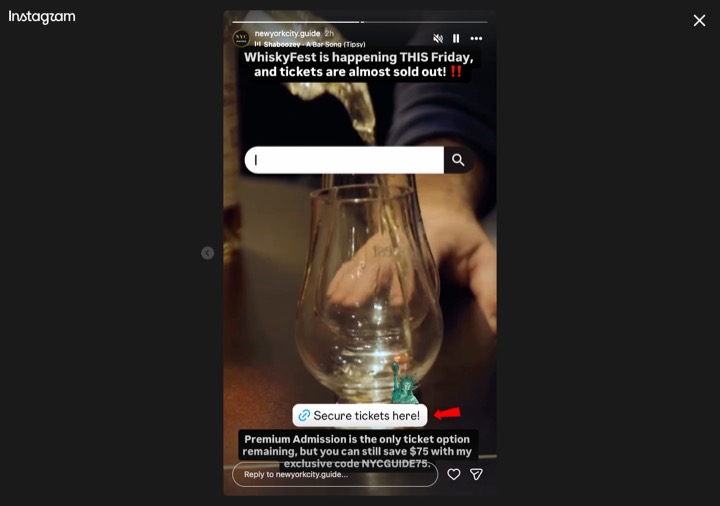 Instagram
newyorkcity.guide 2h
Shaboozey · A Bar Song (Tipsy)
WhiskyFest is happening THIS Friday,
and tickets are almost sold out! ‼️
Secure tickets here!
Premium Admission is the only ticket option
remaining, but you can still save $75 with my
exclusive code NYCGUIDE75.
Reply to newyorkcity.guide...